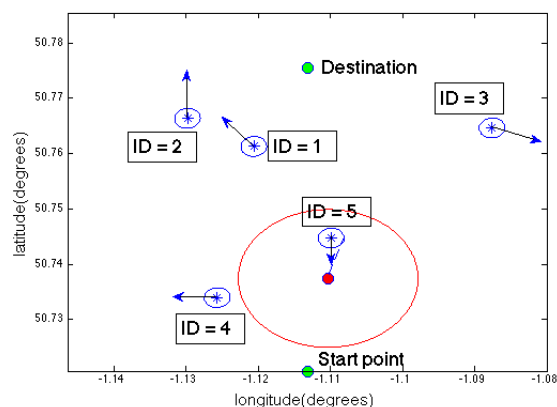 50.78
50.77
50.76
50.75
50.74
50.73
latitude(degrees)
Destination
ID = 3
ID = 2
ID = 1
ID = 5
ID = 4
Start point
-1.14
-1.13
-1.12
-1.11
-1.1
-1.09
-1.08
longitude(degrees)